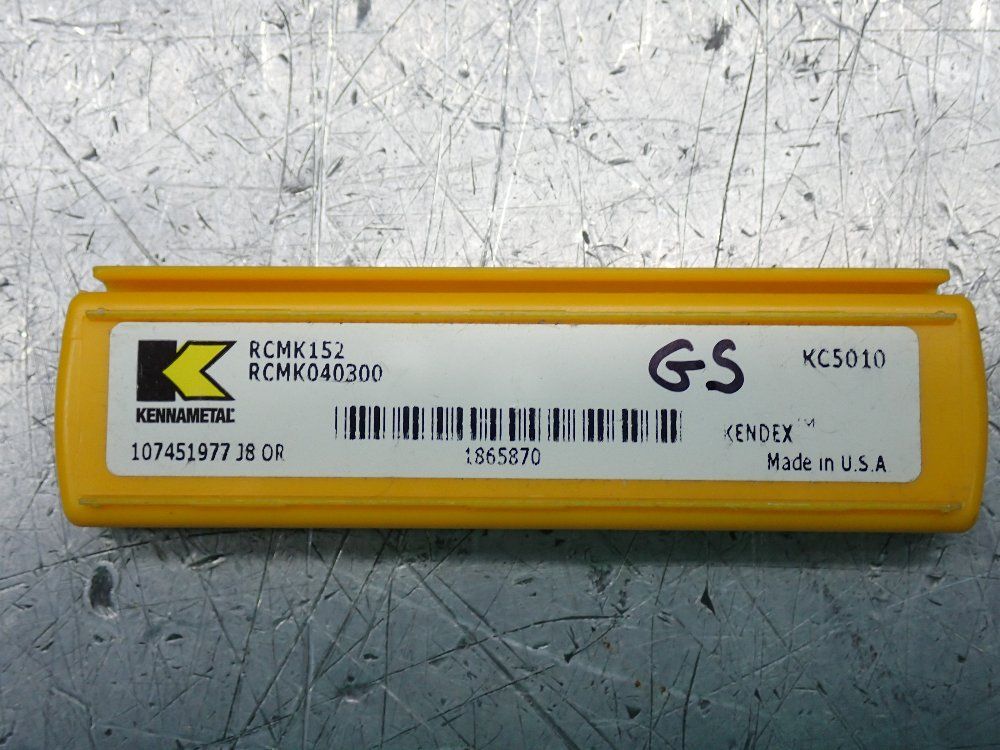 RCMK152
RCMK040300
GS
KC5010
KENNAMETAL
KENDEX™
107451977 J8 OR
1865870
Made in U.S.A